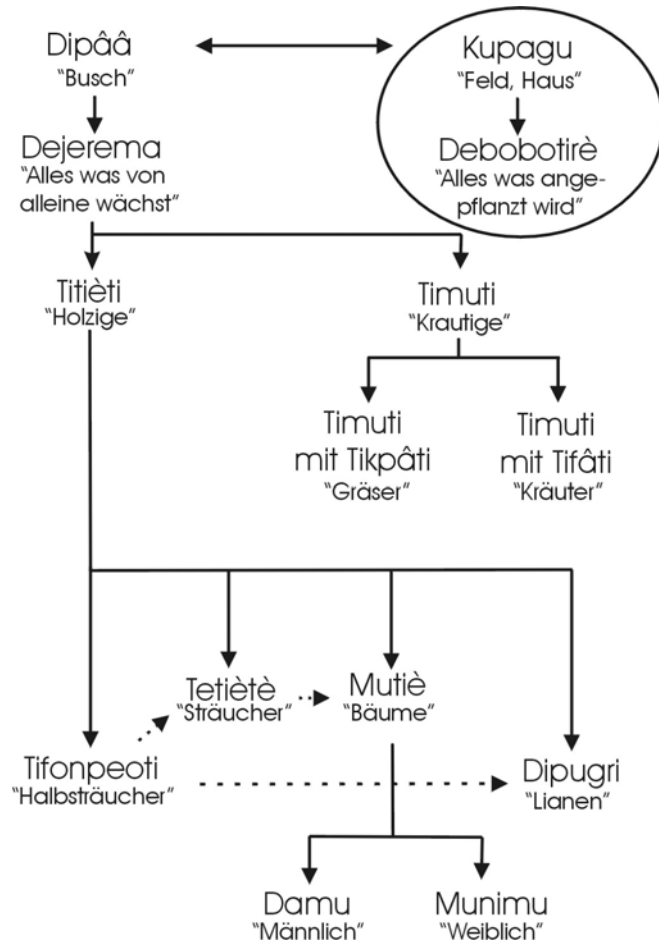 Dipââ
"Busch"
Kupagu
"Feld, Haus"
Dejerema
"Alles was von
alleine wächst"
Debobotirè
"Alles was ange-
pflanzt wird"
Titièti
"Holzige"
Timuti
"Krautige"
Timuti
mit Tikpâti
"Gräser"
Timuti
mit Tifâti
"Kräuter"
Tetiètè
"Sträucher"
Mutiè
"Bäume"
Tifonpeoti
"Halbsträucher"
Dipugri
"Lianen"
Damu
"Männlich"
Munimu
"Weiblich"